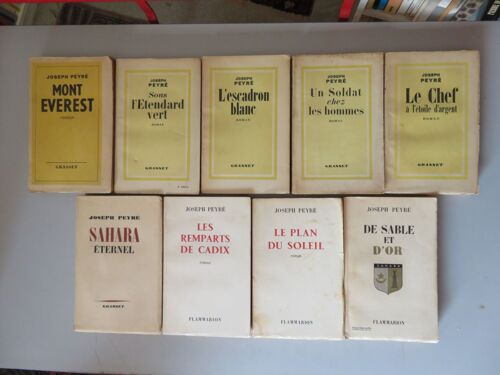 JOSEPH PEYRÉ
MONT
EVEREST
roman
GRASSET
JOSEPH
PEYRÉ
Sous
l'Etendard
vert
ROMAN
GRASSET
JOSEPH
PEYRÉ
L'escadron
blanc
ROMAN
GRASSET
JOSEPH
PEYRÉ
Un Soldat
chez
les hommes
ROMAN
GRASSET
JOSEPH
PEYRÉ
Le Chef
à l'étoile d'argent
ROMAN
GRASSET
JOSEPH PEYRÉ
SAHARA
ÉTERNEL
GRASSET
JOSEPH PEYRÉ
LES
REMPARTS
DE CADIX
roman
FLAMMARION
JOSEPH PEYRÉ
LE PLAN
DU SOLEIL
roman
FLAMMARION
JOSEPH PEYRÉ
DE SABLE
ET
D'OR
FLAMMARION